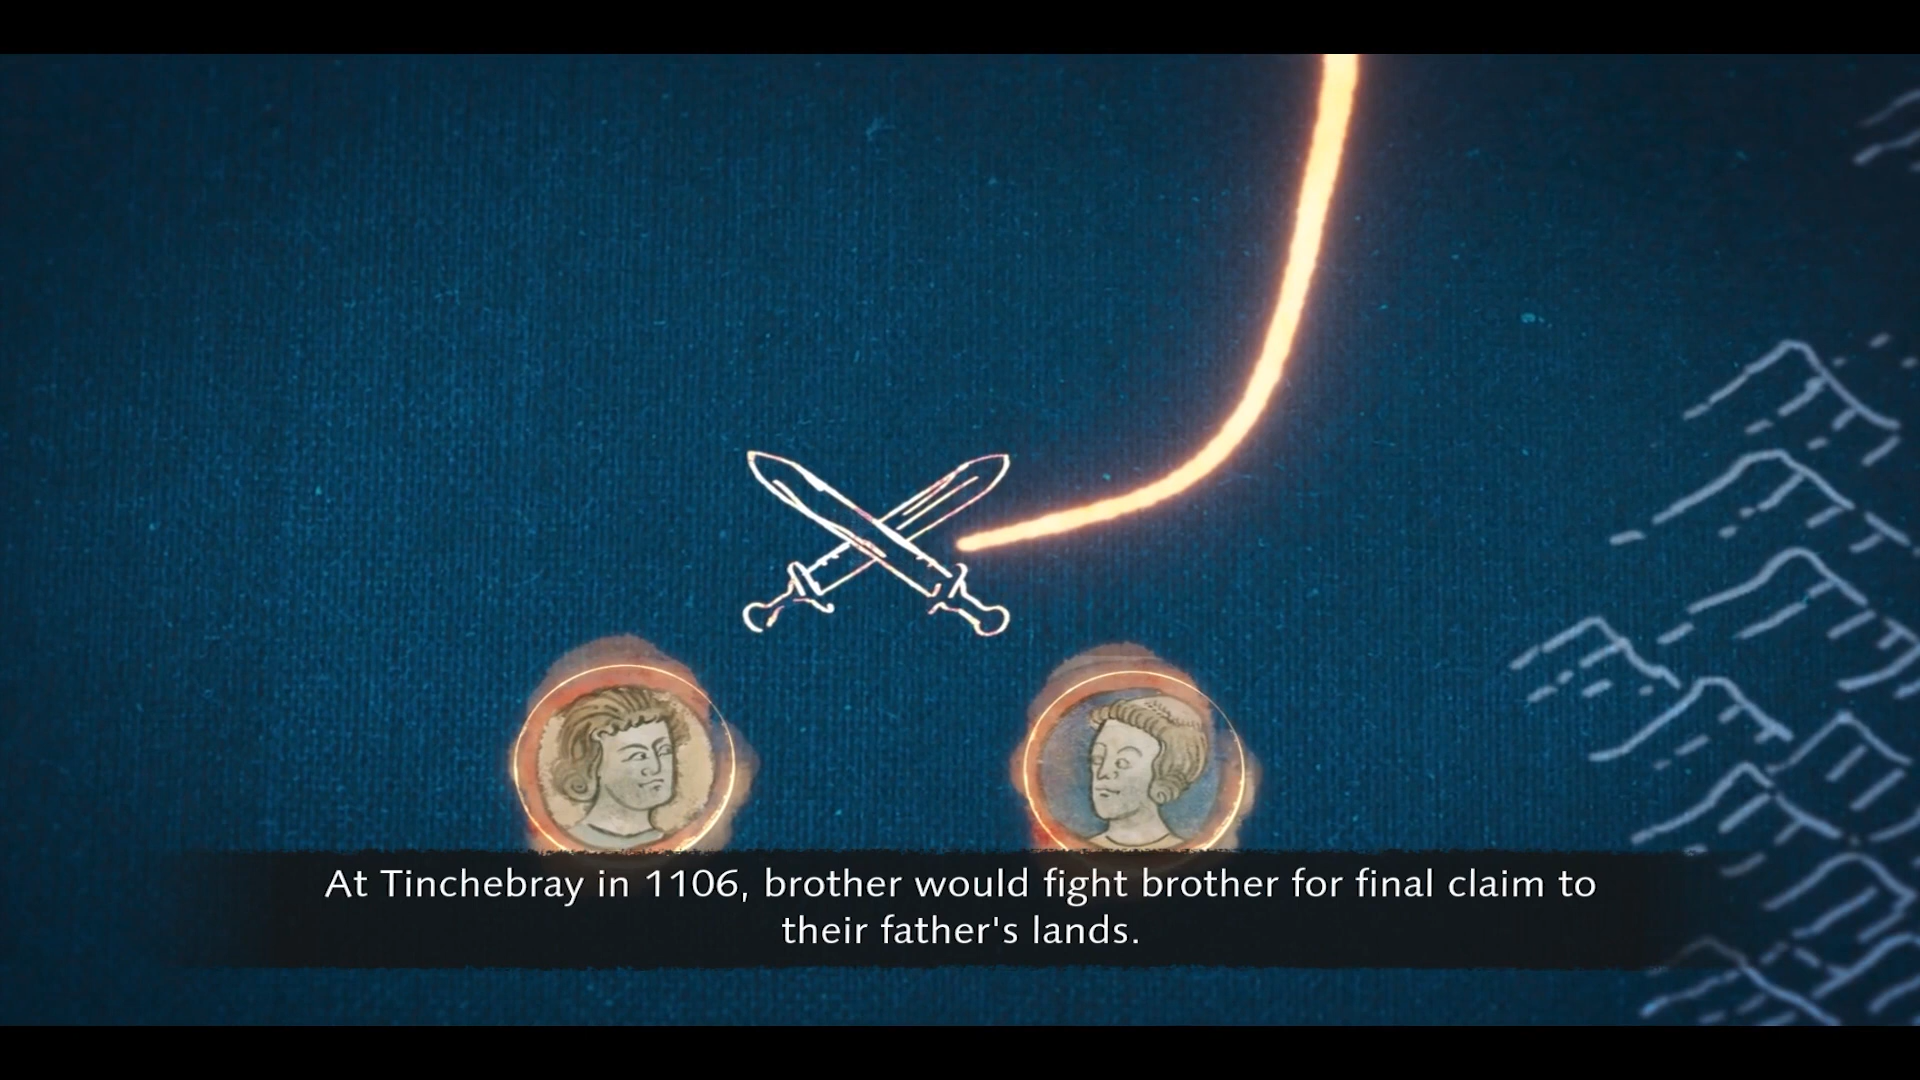 At Tinchebray in 1106, brother would fight brother for final claim to
their father's lands.